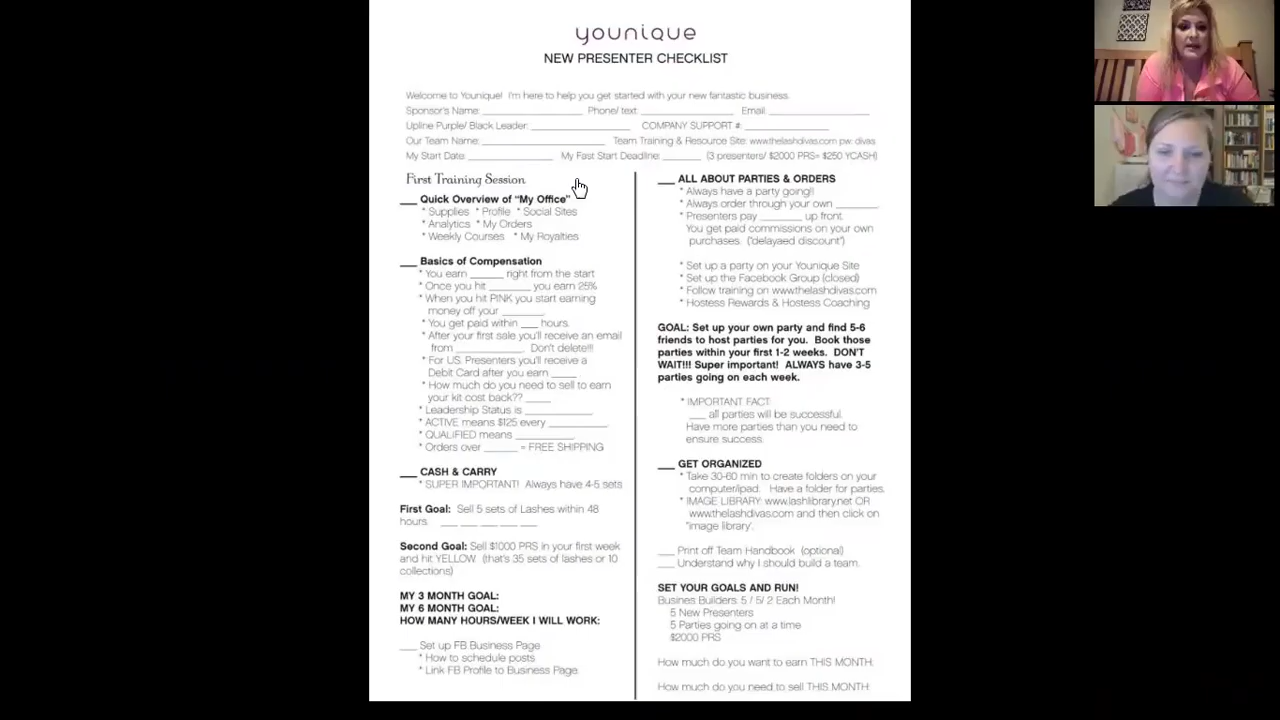 younique
NEW PRESENTER CHECKLIST
Welcome to Younique! I'm here to help you get started with your new fantastic business.
Sponsor's Name: ____________ Phone/ text ____________ Email: ____________
Upline Purple/ Black Leader: ____________ COMPANY SUPPORT #: ____________
Our Team Name: ____________ Team Training & Resource Site: www.thelashdivas.com pw: divas
My Start Date: ____________ My Fast Start Deadline: ______ (3 presenters/ $2000 PRS= $250 YCASH)
First Training Session
___ Quick Overview of "My Office"
* Supplies * Profile * Social Sites
* Analytics * My Orders
* Weekly Courses * My Royalties
___ Basics of Compensation
* You earn ______ right from the start
* Once you hit _______ you earn 25%
* When you hit PINK you start earning
money off your _______.
* You get paid within ___ hours.
* After your first sale you'll receive an email
from ____________. Don't delete!!!
* For US. Presenters you'll receive a
Debit Card after you earn ____.
* How much do you need to sell to earn
your kit cost back?? ____
* Leadership Status is ____________
* ACTIVE means $125 every __________.
* QUALIFIED means __________.
* Orders over ______ = FREE SHIPPING
___ CASH & CARRY
* SUPER IMPORTANT! Always have 4-5 sets
First Goal: Sell 5 sets of Lashes within 48
hours. ___ ___ ___ ___ ___
Second Goal: Sell $1000 PRS in your first week
and hit YELLOW (that's 35 sets of lashes or 10
collections)
MY 3 MONTH GOAL:
MY 6 MONTH GOAL:
HOW MANY HOURS/WEEK I WILL WORK:
___ Set up FB Business Page
* How to schedule posts
* Link FB Profile to Business Page
___ ALL ABOUT PARTIES & ORDERS
* Always have a party going!!
* Always order through your own _______.
* Presenters pay _______ up front.
You get paid commissions on your own
purchases. ("delayaed discount")
* Set up a party on your Younique Site
* Set up the Facebook Group (closed)
* Follow training on www.thelashdivas.com
* Hostess Rewards & Hostess Coaching
GOAL: Set up your own party and find 5-6
friends to host parties for you. Book those
parties within your first 1-2 weeks. DON'T
WAIT!!! Super important! ALWAYS have 3-5
parties going on each week.
* IMPORTANT FACT:
___ all parties will be successful.
Have more parties than you need to
ensure success.
___ GET ORGANIZED
* Take 30-60 min to create folders on your
computer/ipad. Have a folder for parties.
* IMAGE LIBRARY: www.lashlibrary.net OR
www.thelashdivas.com and then click on
"image library'.
___ Print off Team Handbook (optional)
___ Understand why I should build a team.
SET YOUR GOALS AND RUN!
Busines Builders: 5 / 5/ 2 Each Month!
5 New Presenters
5 Parties going on at a time
$2000 PRS
How much do you want to earn THIS MONTH:
How much do you need to sell THIS MONTH: